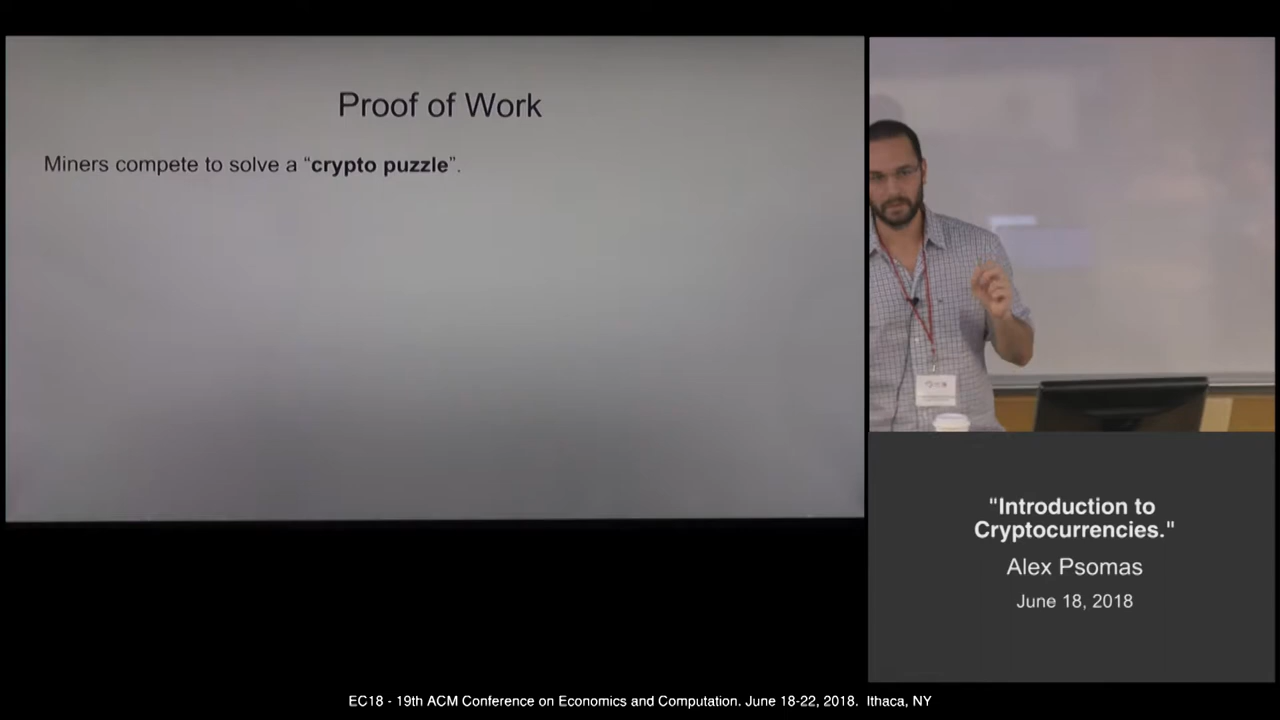 Proof of Work
Miners compete to solve a “crypto puzzle”.
"Introduction to
Cryptocurrencies."
Alex Psomas
June 18, 2018
EC18 - 19th ACM Conference on Economics and Computation. June 18-22, 2018.  Ithaca, NY